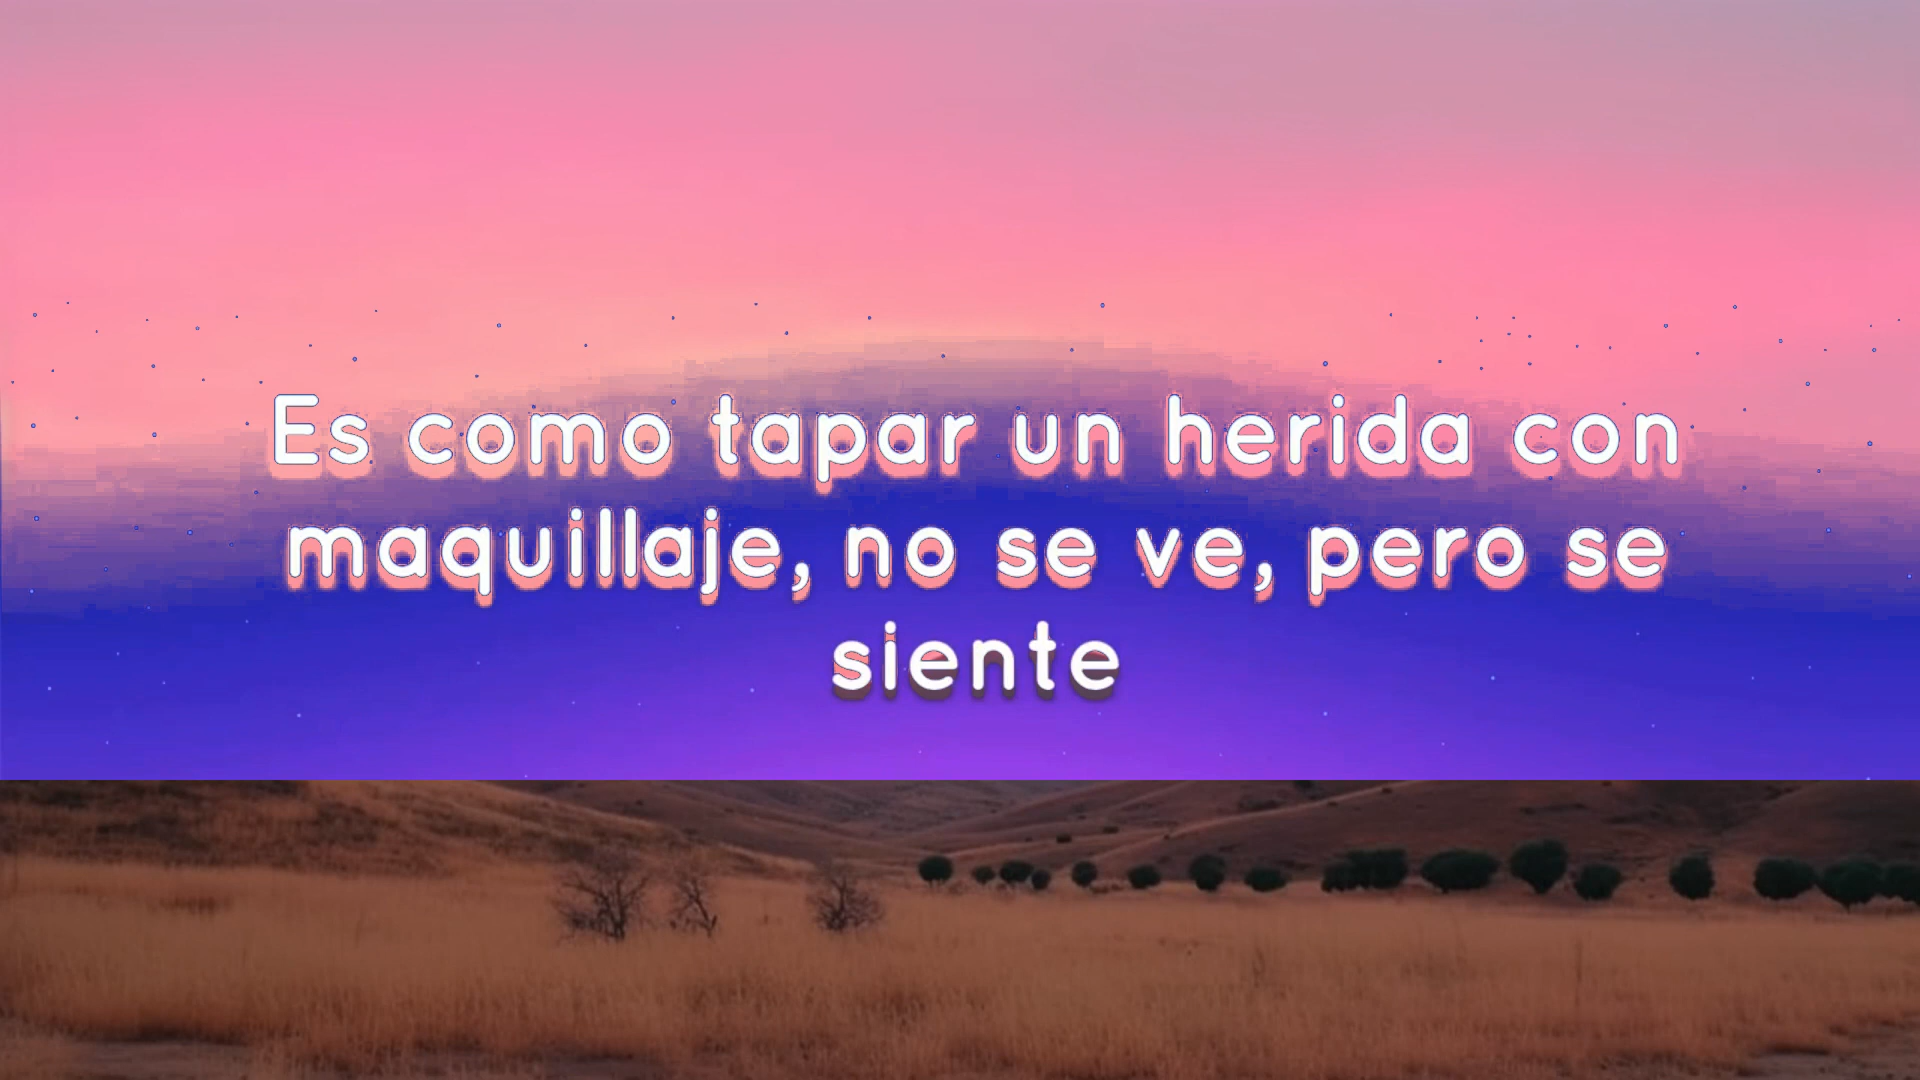 Es como tapar un herida con
maquillaje, no se ve, pero se
siente